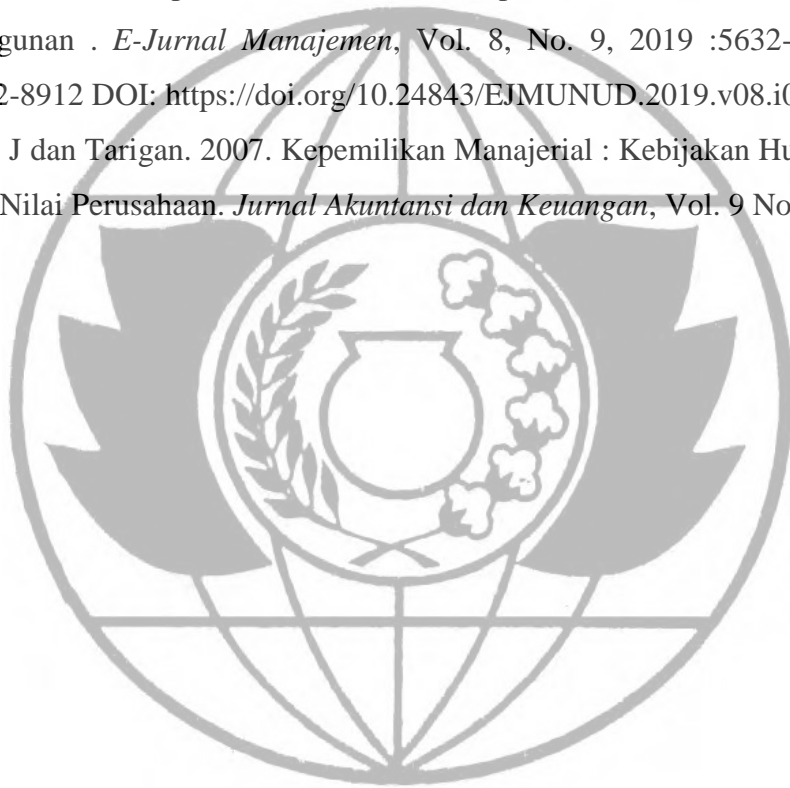 gunan . E-Jurnal Manajemen, Vol. 8, No. 9, 2019 :5632-
2-8912 DOI: https://doi.org/10.24843/EJMUNUD.2019.v08.i0
J dan Tarigan. 2007. Kepemilikan Manajerial : Kebijakan Hu
Nilai Perusahaan. Jurnal Akuntansi dan Keuangan, Vol. 9 No